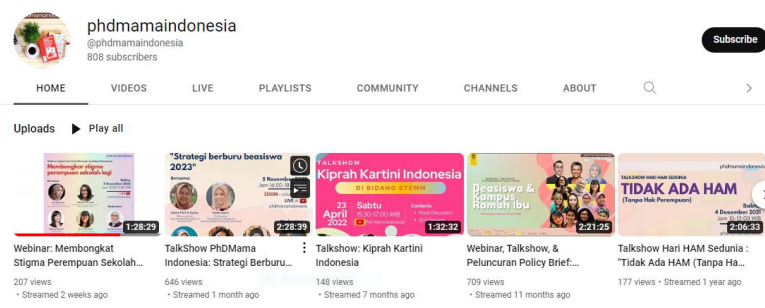 phdmamaindonesia
@phdmamaindonesia
808 subscribers
Subscribe
HOME VIDEOS LIVE PLAYLISTS COMMUNITY CHANNELS ABOUT
Uploads Play all
phdmamaindonesia
Membongkar stigma
perempuan sekolah lagi
1:28:29
Webinar: Membongkat
Stigma Perempuan Sekolah...
207 views
• Streamed 2 weeks ago
"Strategi berburu beasiswa
2023"
Bersama:
2:28:39
TalkShow PhDMama
Indonesia: Strategi Berburu...
646 views
• Streamed 1 month ago
TALKSHOW
Kiprah Kartini Indonesia
DI BIDANG STEMM
23
April
2022
Sabtu
1:32:32
Talkshow: Kiprah Kartini
Indonesia
148 views
• Streamed 7 months ago
Beasiswa &
Kampus
Ramah Ibu
2:21:25
Webinar, Talkshow, &
Peluncuran Policy Brief:...
709 views
• Streamed 11 months ago
phdmamaindonesia
TALKSHOW HARI HAM SEDUNIA :
TIDAK ADA HAM
(Tanpa Hak Perempuan)
Sabtu
4 Desember 2021
2:06:33
Talkshow Hari HAM Sedunia :
"Tidak Ada HAM (Tanpa Ha...
177 views • Streamed 1 year ago